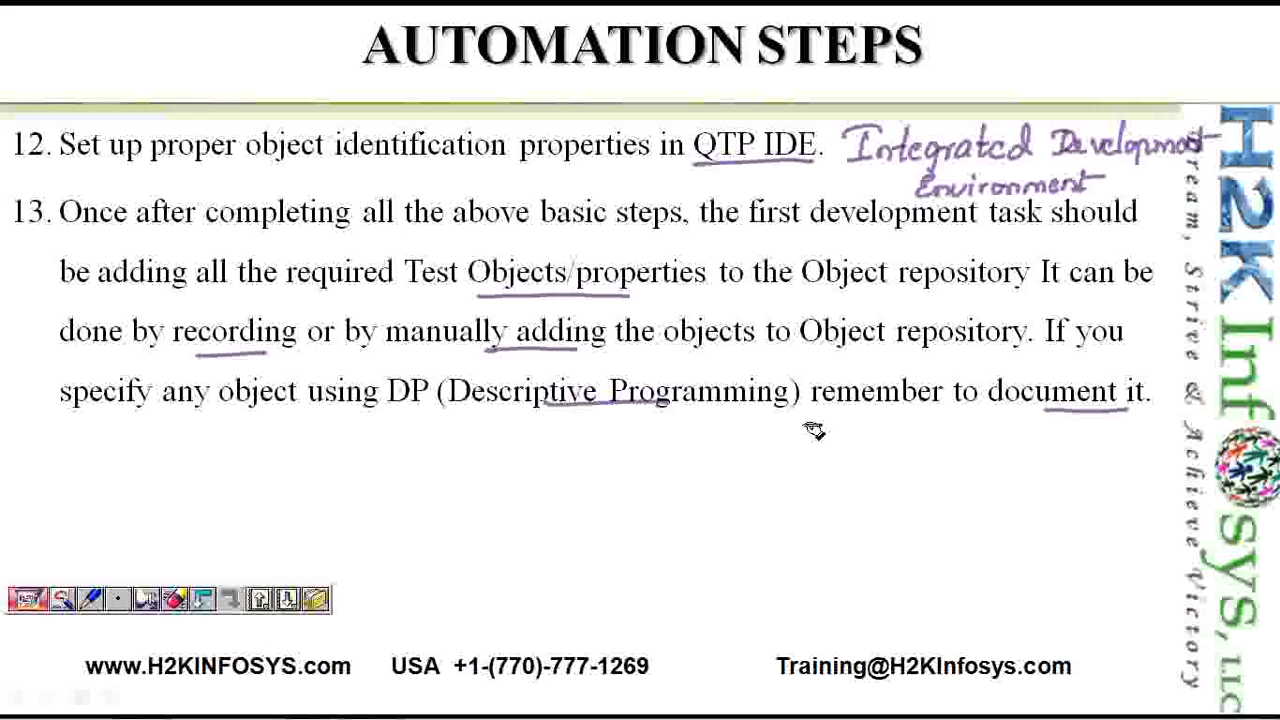 AUTOMATION STEPS
12. Set up proper object identification properties in QTP IDE. Integrated Development
Environment
13. Once after completing all the above basic steps, the first development task should
be adding all the required Test Objects/properties to the Object repository It can be
done by recording or by manually adding the objects to Object repository. If you
specify any object using DP (Descriptive Programming) remember to document it.
www.H2KINFOSYS.com USA +1-(770)-777-1269 Training@H2KInfosys.com
H2KInfosys, LLC
Dream, Strive & Achieve Victory